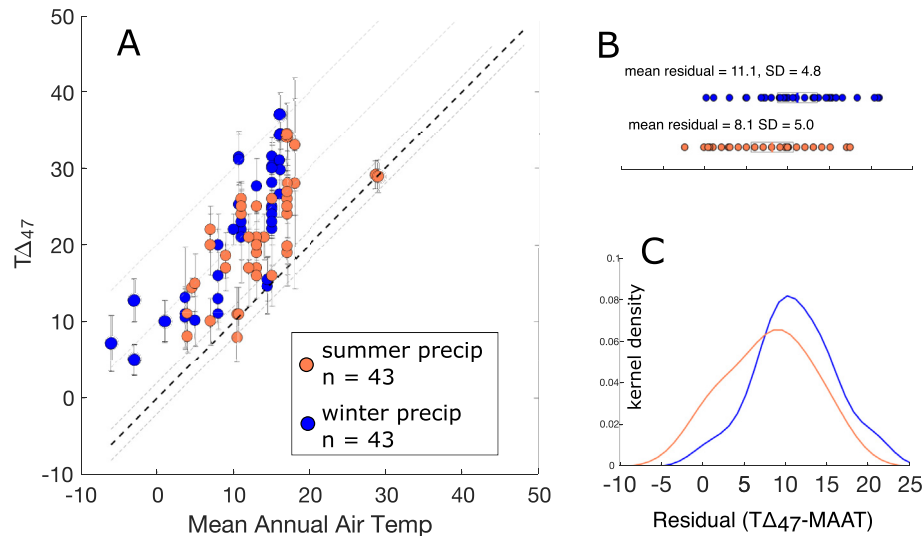 A
50
40
30
20
10
0
-10
TΔ47
-10
0
10
20
30
40
50
Mean Annual Air Temp
summer precip
n = 43
winter precip
n = 43
B
mean residual = 11.1, SD = 4.8
mean residual = 8.1 SD = 5.0
C
0.1
0.08
0.06
0.04
0.02
0
kernel density
-10
-5
0
5
10
15
20
25
Residual (TΔ47-MAAT)